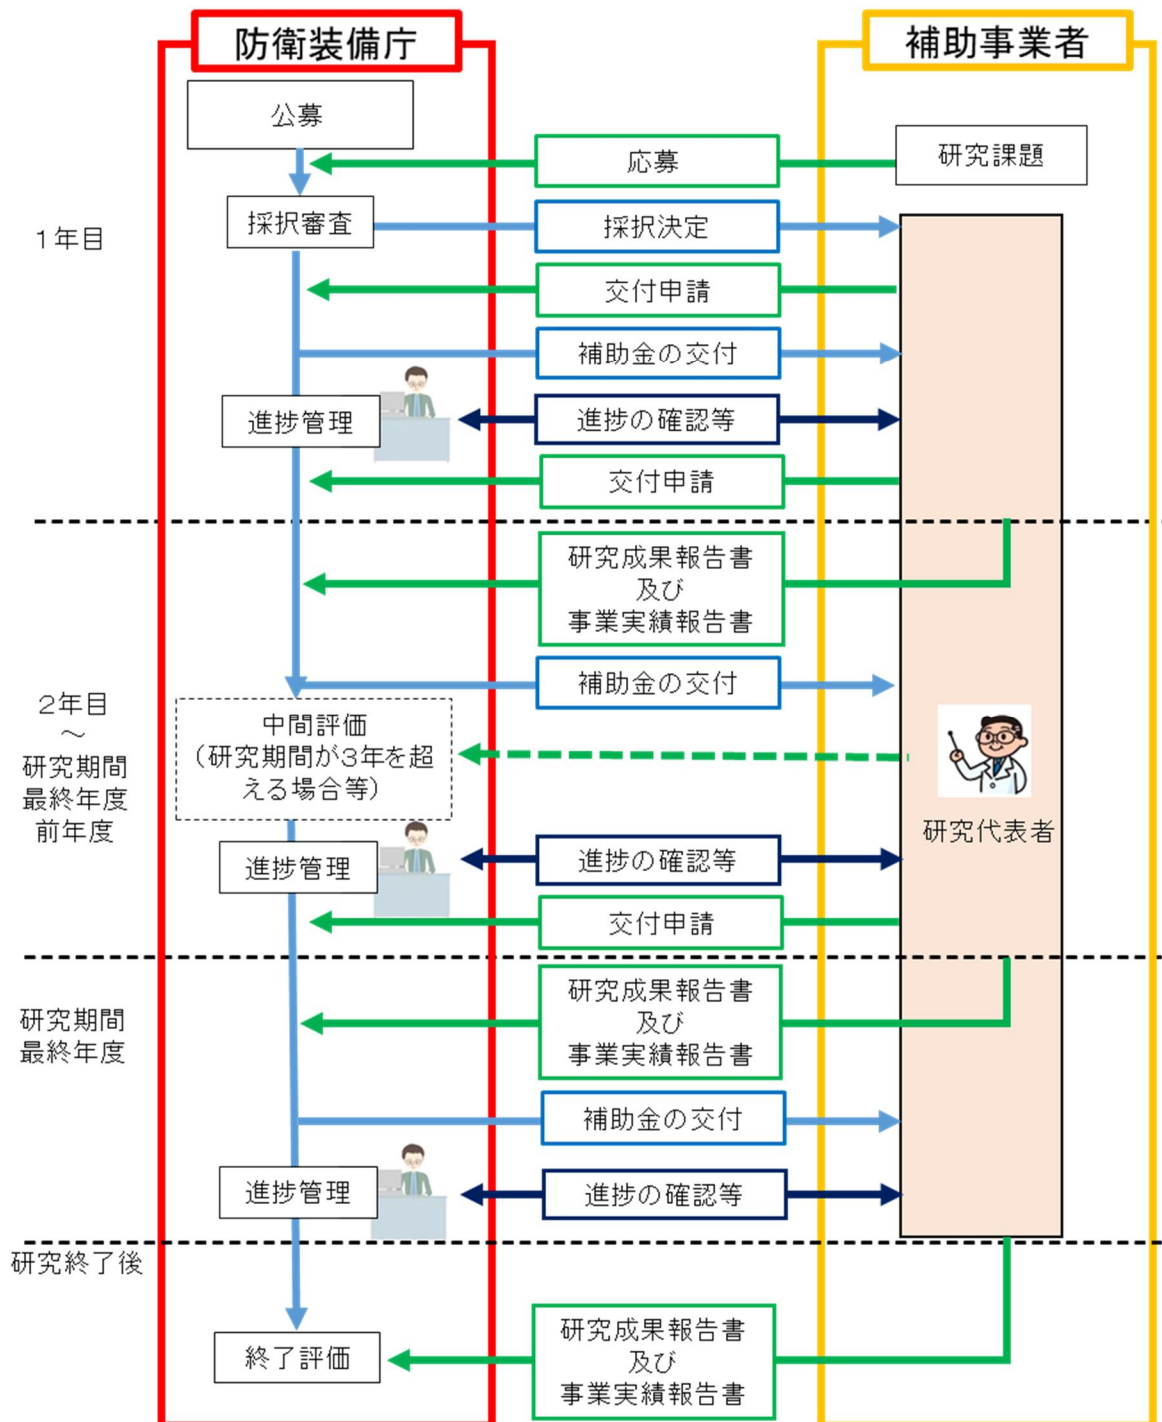 防衛装備庁
補助事業者
公募
応募
研究課題
1年目
採択審査
採択決定
交付申請
補助金の交付
進捗管理
進捗の確認等
交付申請
研究成果報告書
及び
事業実績報告書
補助金の交付
2年目
～
研究期間
最終年度
前年度
中間評価
(研究期間が3年を超
える場合等)
研究代表者
進捗管理
進捗の確認等
交付申請
研究期間
最終年度
研究成果報告書
及び
事業実績報告書
補助金の交付
進捗管理
進捗の確認等
研究終了後
終了評価
研究成果報告書
及び
事業実績報告書